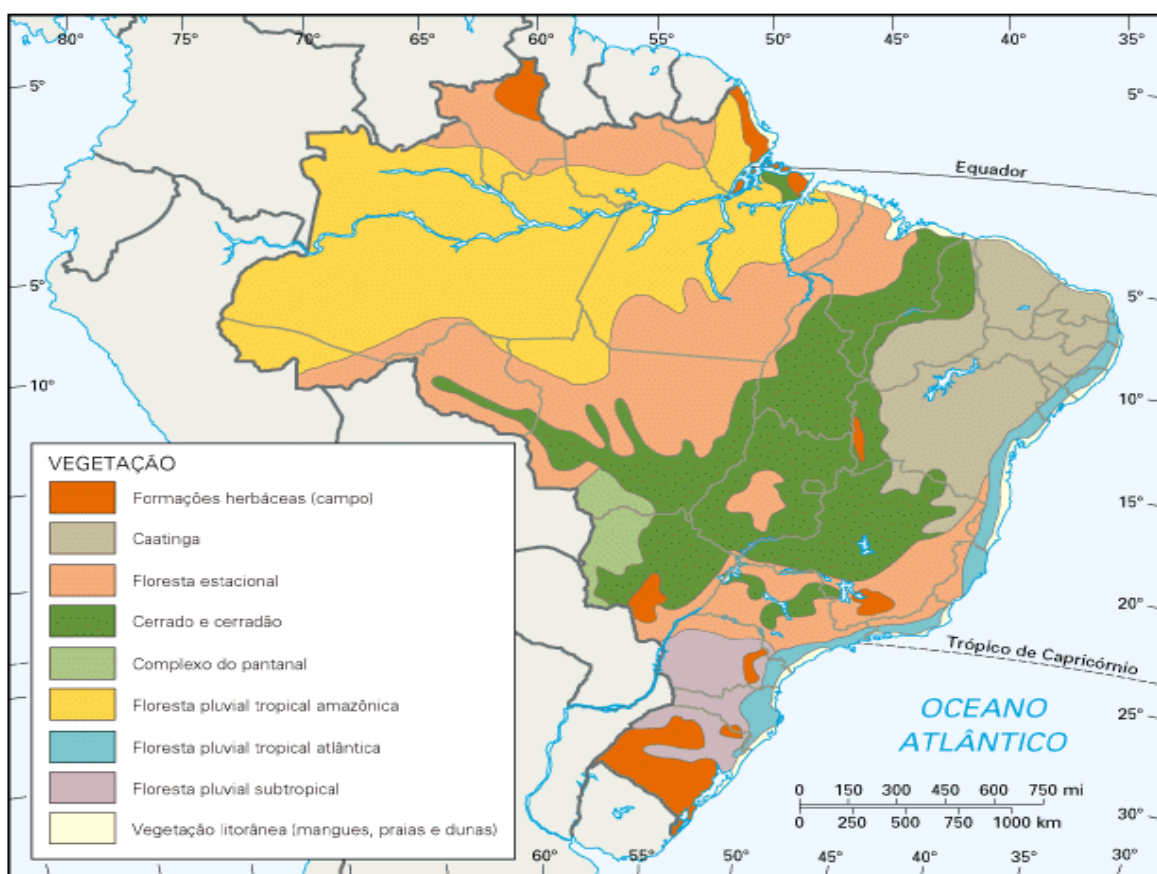 80° 75° 70° 60° 55° 50° 45° 40° 35°
5° 5°
Equador
5° 5°
10° 10°
15° 15°
20°
Trópico de Capricórnio
25°
30°
OCEANO
ATLÂNTICO
0 150 300 450 600 750 mi
0 250 500 750 1000 km
VEGETAÇÃO
Formações herbáceas (campo)
Caatinga
Floresta estacional
Cerrado e cerradão
Complexo do pantanal
Floresta pluvial tropical amazônica
Floresta pluvial tropical atlântica
Floresta pluvial subtropical
Vegetação litorânea (mangues, praias e dunas)
60° 55° 50° 45° 40° 35° 30°